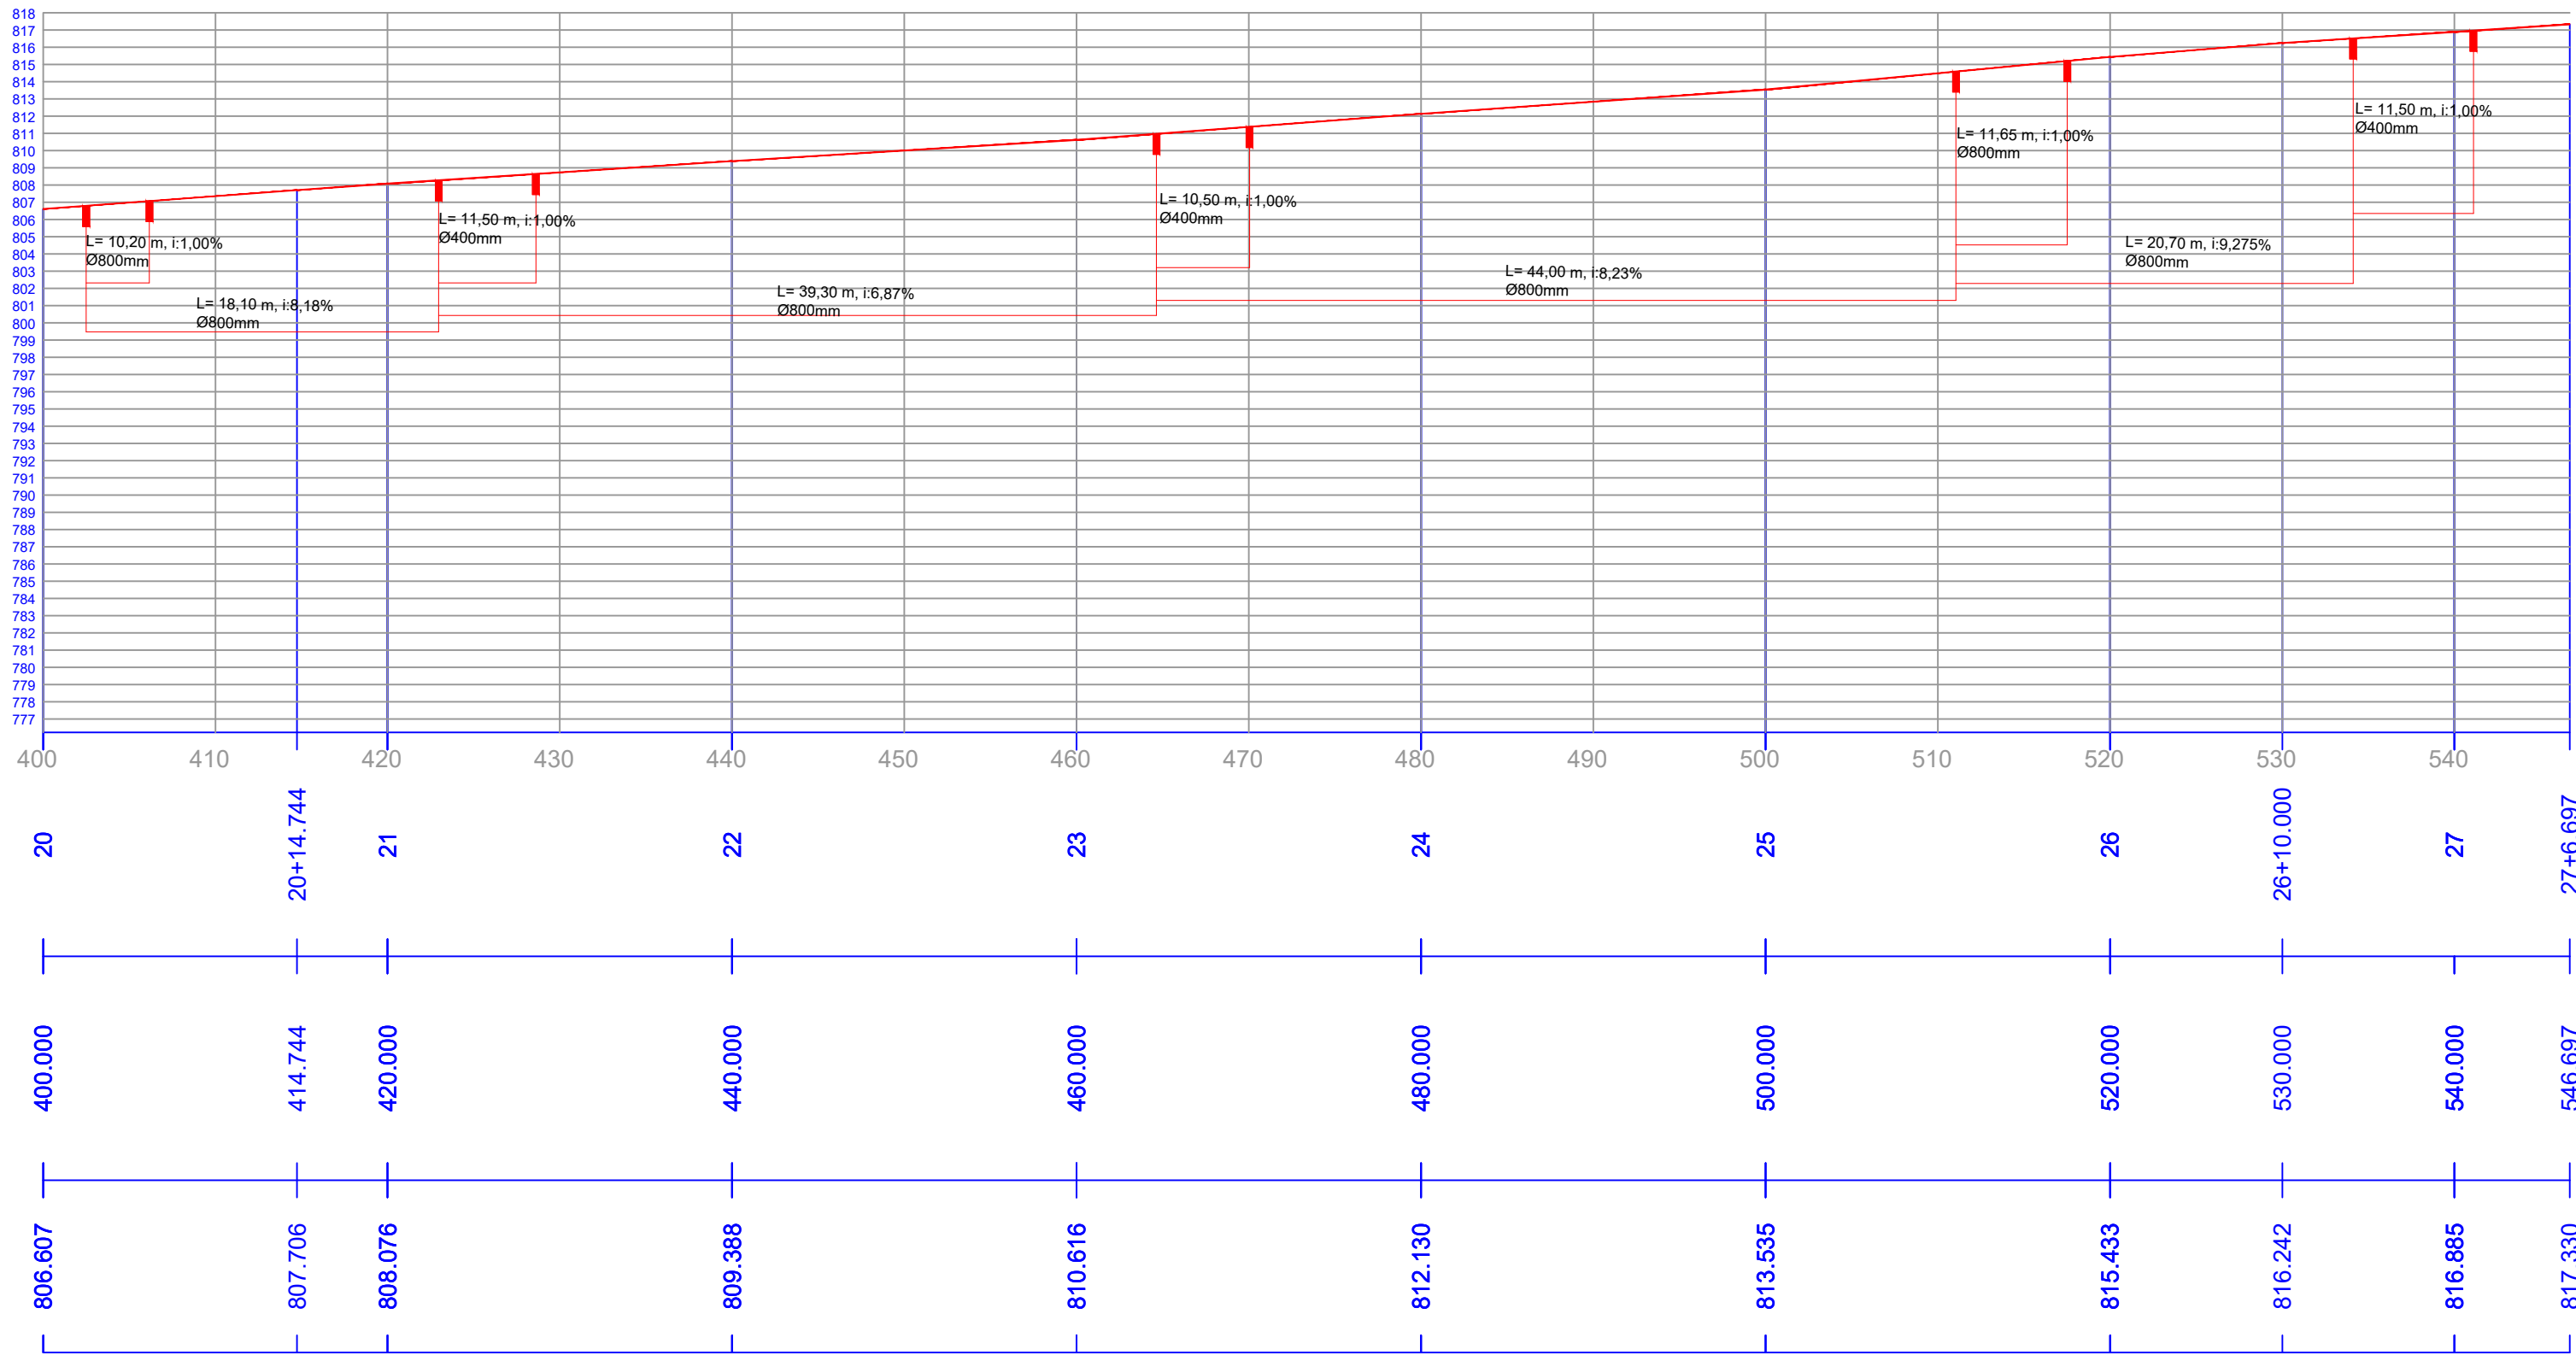 818
817
816
815
814
813
812
811
810
809
808
807
806
805
804
803
802
801
800
799
798
797
796
795
794
793
792
791
790
789
788
787
786
785
784
783
782
781
780
779
778
777
L= 10,20 m, i:1,00%
Ø800mm
L= 18,10 m, i:8,18%
Ø800mm
L= 11,50 m, i:1,00%
Ø400mm
L= 39,30 m, i:6,87%
Ø800mm
L= 10,50 m, i:1,00%
Ø400mm
L= 44,00 m, i:8,23%
Ø800mm
L= 11,65 m, i:1,00%
Ø800mm
L= 20,70 m, i:9,275%
Ø800mm
L= 11,50 m, i:1,00%
Ø400mm
400 410 420 430 440 450 460 470 480 490 500 510 520 530 540
20 20+14.744 21 22 23 24 25 26 26+10.000 27 27+6.697
400.000 414.744 420.000 440.000 460.000 480.000 500.000 520.000 530.000 540.000 546.697
806.607 807.706 808.076 809.388 810.616 812.130 813.535 815.433 816.242 816.885 817.330